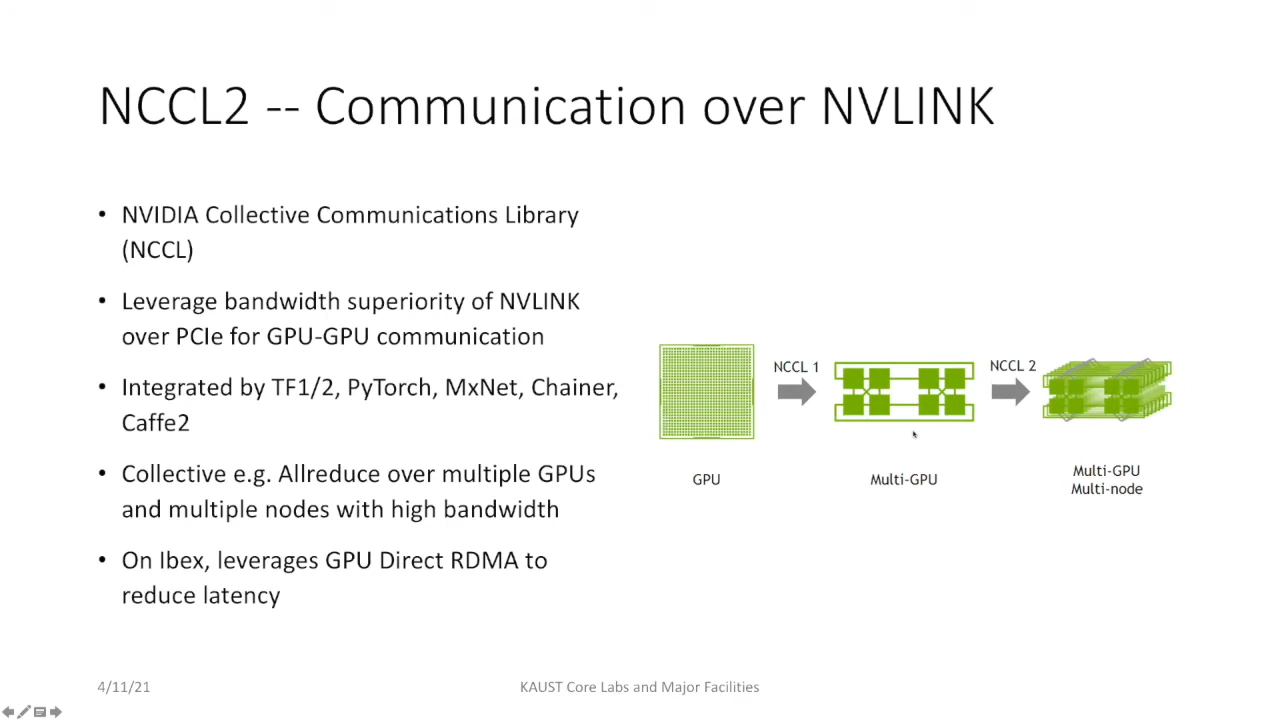 NCCL2 -- Communication over NVLINK
• NVIDIA Collective Communications Library
(NCCL)
• Leverage bandwidth superiority of NVLINK
over PCIe for GPU-GPU communication
• Integrated by TF1/2, PyTorch, MxNet, Chainer,
Caffe2
• Collective e.g. Allreduce over multiple GPUs
and multiple nodes with high bandwidth
• On Ibex, leverages GPU Direct RDMA to
reduce latency
NCCL 1
NCCL 2
GPU
Multi-GPU
Multi-GPU
Multi-node
4/11/21
KAUST Core Labs and Major Facilities